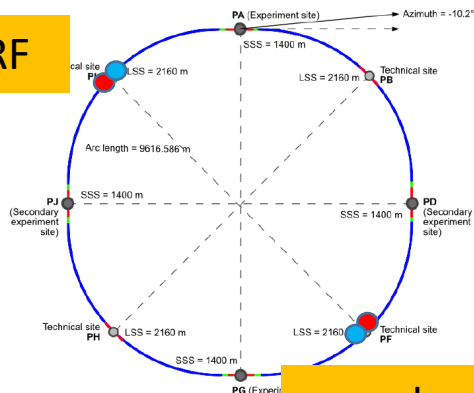 PA (Experiment site)
Azimuth = -10.2°
RF
SSS = 1400 m
cal site
LSS = 2160 m
LSS = 2160 m
Technical site
PB
Arc length = 9616.586 m
PJ
(Secondary
experiment
site)
SSS = 1400 m
SSS = 1400 m
PD
(Secondary
experiment
site)
Technical site
PH
LSS = 2160 m
LSS = 2160
Technical site
PF
SSS = 1400 m
PG (Experi